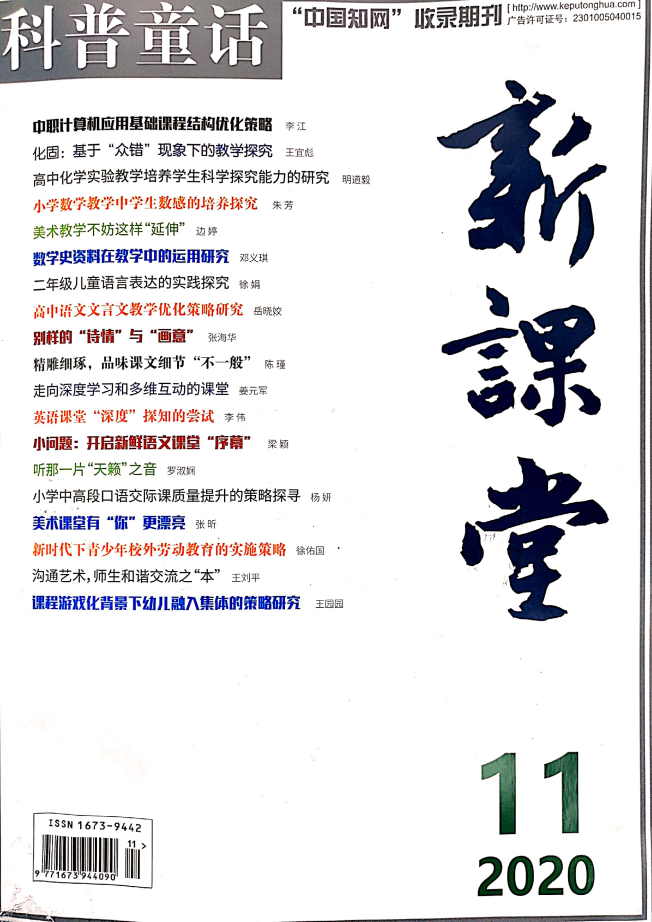 科普童话
“中国知网” 收录期刊
[ http://www.keputonghua.com ]
广告许可证号：2301005040015
中职计算机应用基础课程结构优化策略 李江
化固：基于“众错”现象下的教学探究 王宜彪
高中化学实验教学培养学生科学探究能力的研究 明道毅
小学数学教学中学生数感的培养探究 朱芳
美术教学不妨这样“延伸” 边婷
数学史资料在教学中的运用研究 邓义琪
二年级儿童语言表达的实践探究 徐娟
高中语文文言文教学优化策略研究 岳晓姣
别样的“诗情”与“画意” 张海华
精雕细琢，品味课文细节“不一般” 陈瑾
走向深度学习和多维互动的课堂 姜元军
英语课堂“深度”探知的尝试 李伟
小问题：开启新鲜语文课堂“序幕” 梁颖
听那一片“天籁”之音 罗淑娴
小学中高段口语交际课质量提升的策略探寻 杨妍
美术课堂有“你”更漂亮 张昕
新时代下青少年校外劳动教育的实施策略 徐佑国
沟通艺术，师生和谐交流之“本” 王刘平
课程游戏化背景下幼儿融入集体的策略研究 王园园
新課堂
11
2020
ISSN 1673-9442
11 >
9 771673 944090